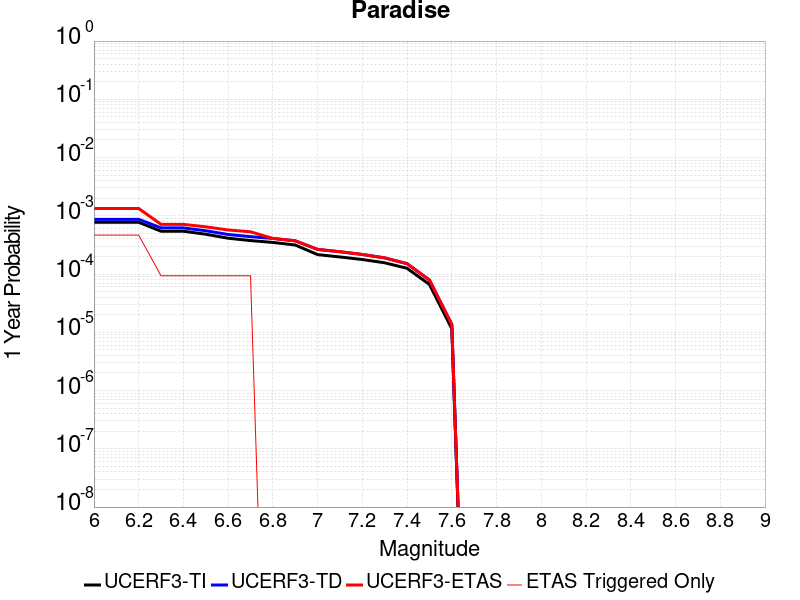 Paradise
10^0
10^-1
10^-2
10^-3
10^-4
10^-5
10^-6
10^-7
10^-8
1 Year Probability
6 6.2 6.4 6.6 6.8 7 7.2 7.4 7.6 7.8 8 8.2 8.4 8.6 8.8 9
Magnitude
UCERF3-TI UCERF3-TD UCERF3-ETAS ETAS Triggered Only